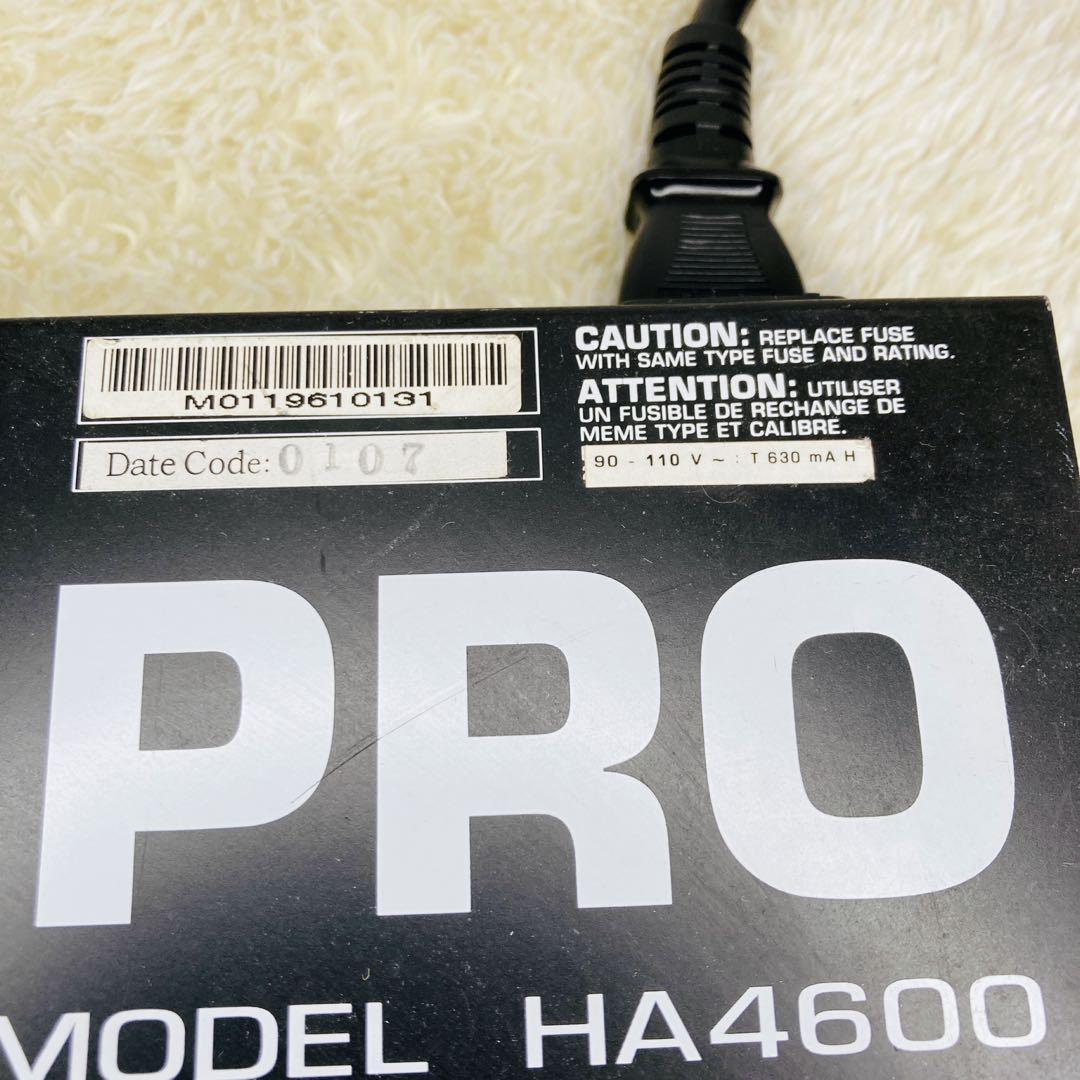 M0119610131
Date Code: 0107
CAUTION: REPLACE FUSE
WITH SAME TYPE FUSE AND RATING.
ATTENTION: UTILISER
UN FUSIBLE DE RECHANGE DE
MEME TYPE ET CALIBRE.
90 - 110 V ~ : T 630 mA H
PRO
MODEL HA4600